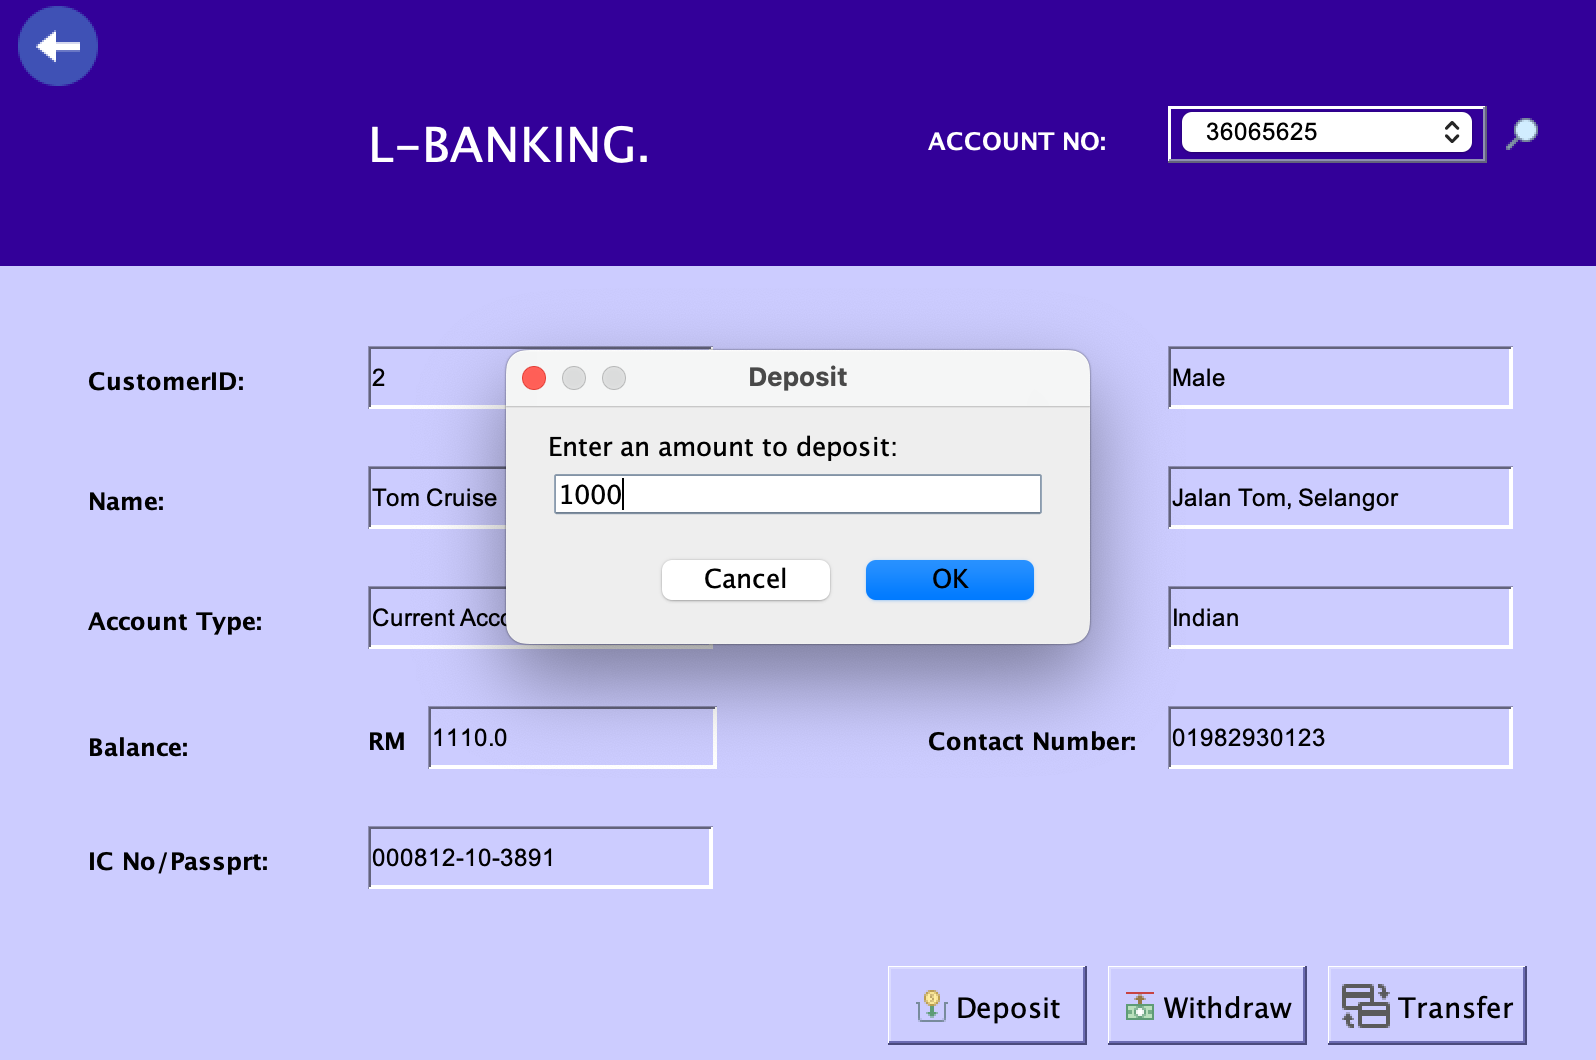 L-BANKING.
ACCOUNT NO:
36065625
Deposit
Enter an amount to deposit:
1000
Cancel
OK
CustomerID:
2
Male
Name:
Tom Cruise
Jalan Tom, Selangor
Account Type:
Current
Indian
Balance:
RM
1110.0
Contact Number:
01982930123
IC No/Passprt:
000812-10-3891
Deposit
Withdraw
Transfer